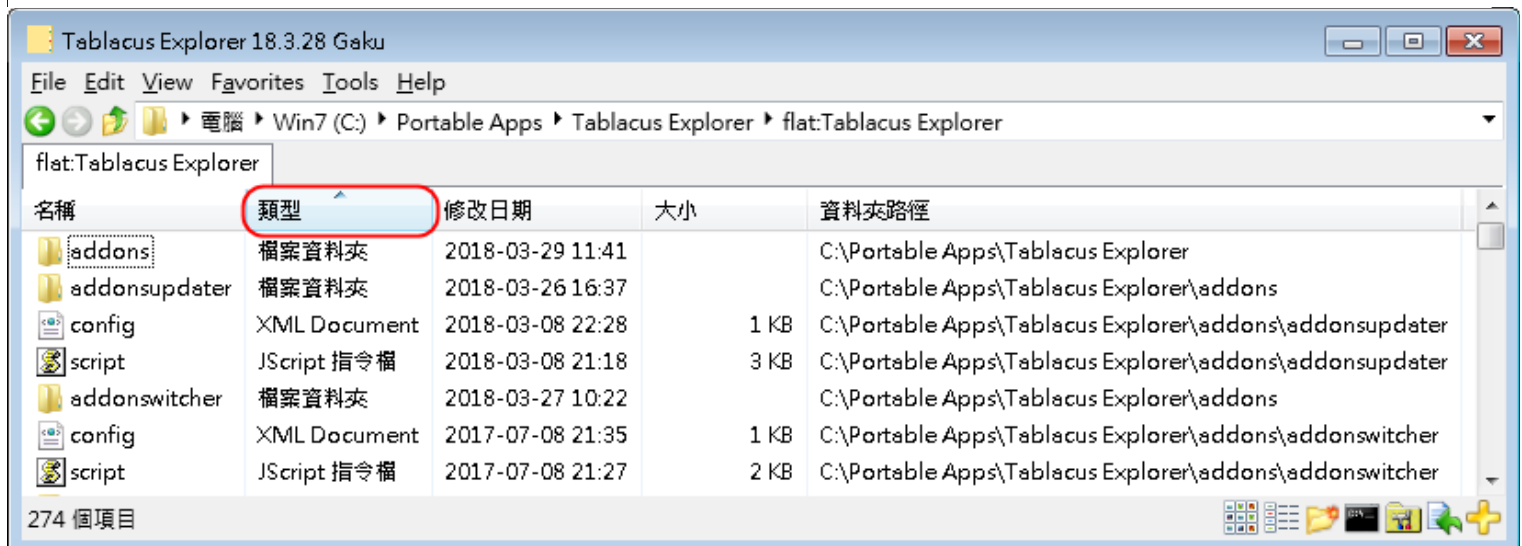 Tablacus Explorer 18.3.28 Gaku
File Edit View Favorites Tools Help
電腦 Win7 (C:) Portable Apps Tablacus Explorer flat:Tablacus Explorer
flat:Tablacus Explorer
名稱 類型 修改日期 大小 資料夾路徑
addons 檔案資料夾 2018-03-29 11:41 C:\Portable Apps\Tablacus Explorer
addonsupdater 檔案資料夾 2018-03-26 16:37 C:\Portable Apps\Tablacus Explorer\addons
config XML Document 2018-03-08 22:28 1 KB C:\Portable Apps\Tablacus Explorer\addons\addonsupdater
script JScript 指令檔 2018-03-08 21:18 3 KB C:\Portable Apps\Tablacus Explorer\addons\addonsupdater
addonswitcher 檔案資料夾 2018-03-27 10:22 C:\Portable Apps\Tablacus Explorer\addons
config XML Document 2017-07-08 21:35 1 KB C:\Portable Apps\Tablacus Explorer\addons\addonswitcher
script JScript 指令檔 2017-07-08 21:27 2 KB C:\Portable Apps\Tablacus Explorer\addons\addonswitcher
274 個項目